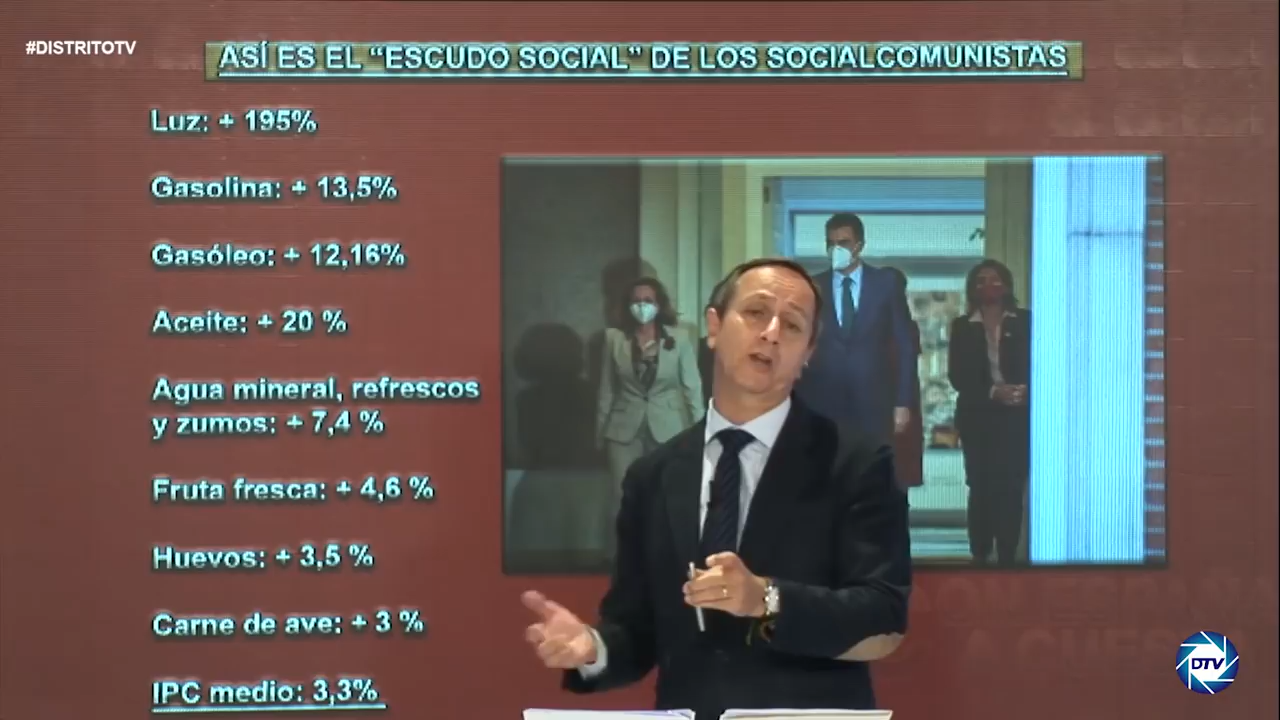 #DISTRITOTV
ASÍ ES EL “ESCUDO SOCIAL” DE LOS SOCIALCOMUNISTAS
Luz: + 195%
Gasolina: + 13,5%
Gasóleo: + 12,16%
Aceite: + 20 %
Agua mineral, refrescos
y zumos: + 7,4 %
Fruta fresca: + 4,6 %
Huevos: + 3,5 %
Carne de ave: + 3 %
IPC medio: 3,3%
DTV